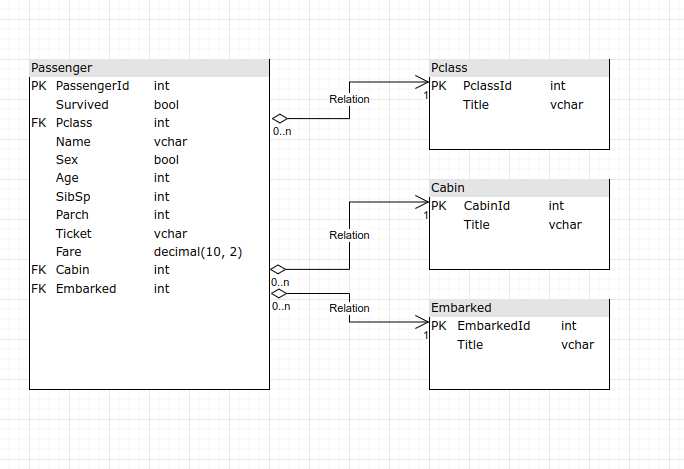 Passenger
PK PassengerId int
Survived bool
FK Pclass int
Name vchar
Sex bool
Age int
SibSp int
Parch int
Ticket vchar
Fare decimal(10, 2)
FK Cabin int
FK Embarked int
Relation
0..n
1
Pclass
PK PclassId int
Title vchar
Relation
0..n
1
Cabin
PK CabinId int
Title vchar
Relation
0..n
1
Embarked
PK EmbarkedId int
Title vchar